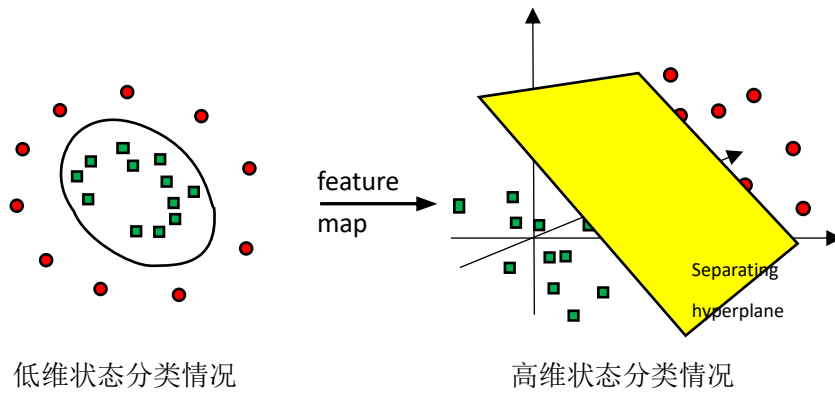 feature
map
Separating
hyperplane
低维状态分类情况
高维状态分类情况